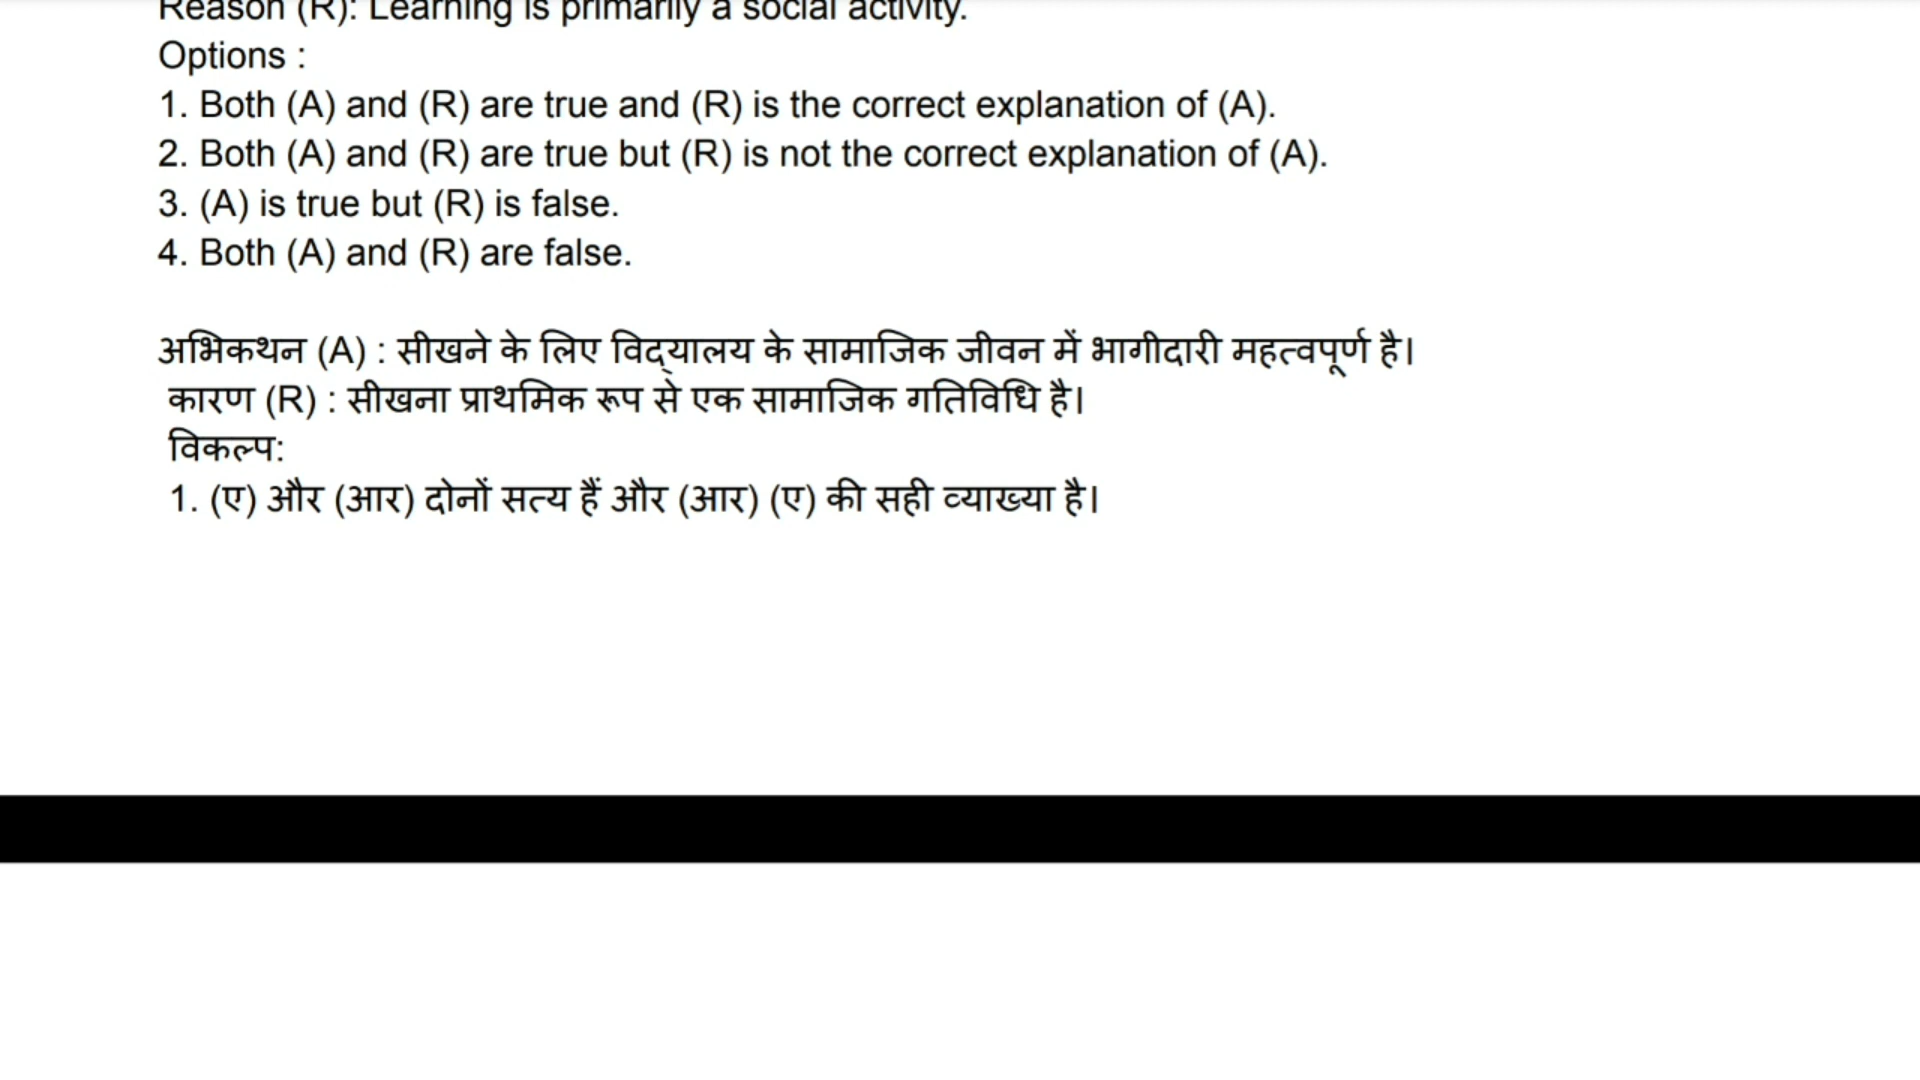 Reason (R): Learning is primarily a social activity.
Options :
1. Both (A) and (R) are true and (R) is the correct explanation of (A).
2. Both (A) and (R) are true but (R) is not the correct explanation of (A).
3. (A) is true but (R) is false.
4. Both (A) and (R) are false.
अभिकथन (A) : सीखने के लिए विद्यालय के सामाजिक जीवन में भागीदारी महत्वपूर्ण है।
कारण (R) : सीखना प्राथमिक रूप से एक सामाजिक गतिविधि है।
विकल्प:
1. (ए) और (आर) दोनों सत्य हैं और (आर) (ए) की सही व्याख्या है।